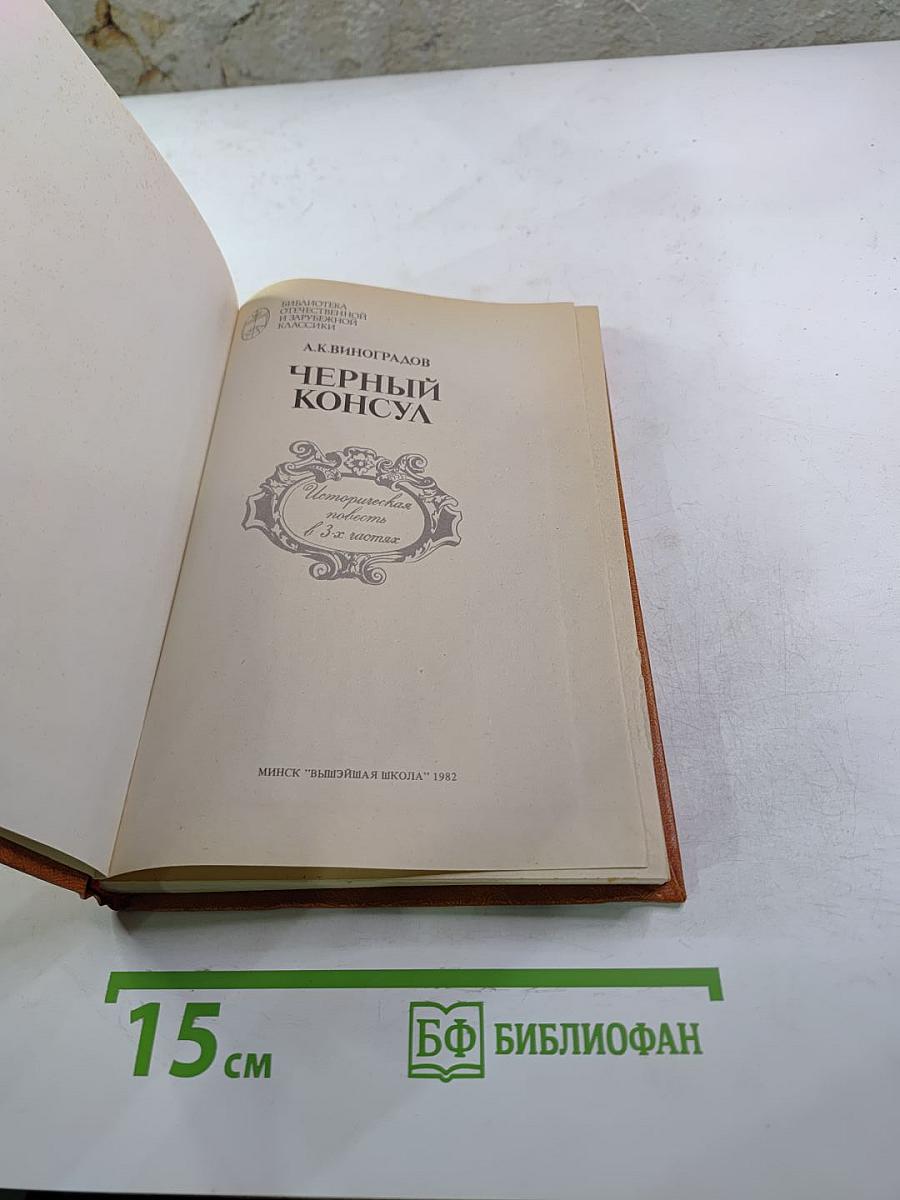 БИБЛИОТЕКА
ОТЕЧЕСТВЕННОЙ
И ЗАРУБЕЖНОЙ
КЛАССИКИ
А.К.ВИНОГРАДОВ
ЧЕРНЫЙ
КОНСУЛ
Историческая
повесть
в 3-х частях
МИНСК "ВЫШЭЙШАЯ ШКОЛА" 1982
15 см
БФ БИБЛИОФАН